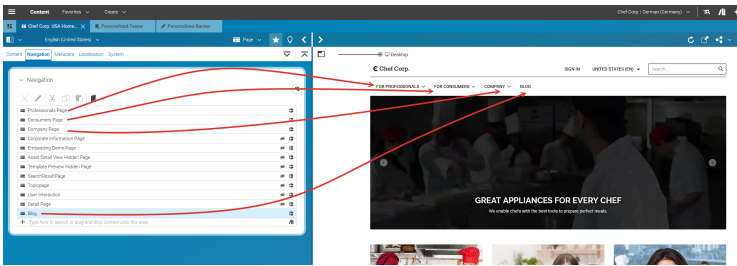 Content Favorites Create Chef Corp. | German (Germany)
Chef Corp. USA Home... Personalized Teaser Personalized Banner
English (United States) Page
Content Navigation Metadata Localization System
Desktop
Navigation
Professionals Page
Consumers Page
Company Page
Corporate Information Page
Embedding Demo Page
Asset Detail View Hidden Page
Template Preview Hidden Page
SearchResultPage
Topicpage
User Interaction
Detail Page
Blog
Type here to search or drag and drop content onto this area.
Chef Corp.
SIGN IN UNITED STATES (EN) Search...
FOR PROFESSIONALS FOR CONSUMERS COMPANY BLOG
GREAT APPLIANCES FOR EVERY CHEF
We enable chefs with the best tools to prepare perfect meals.